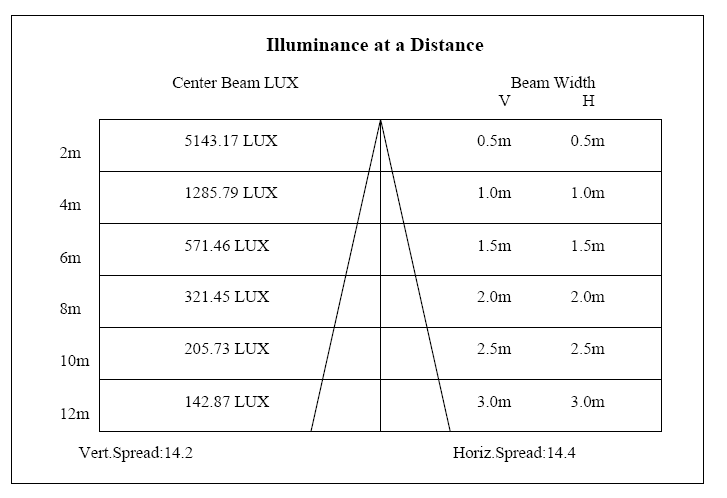 Illuminance at a Distance
Center Beam LUX Beam Width
V H
2m 5143.17 LUX 0.5m 0.5m
4m 1285.79 LUX 1.0m 1.0m
6m 571.46 LUX 1.5m 1.5m
8m 321.45 LUX 2.0m 2.0m
10m 205.73 LUX 2.5m 2.5m
12m 142.87 LUX 3.0m 3.0m
Vert.Spread:14.2 Horiz.Spread:14.4